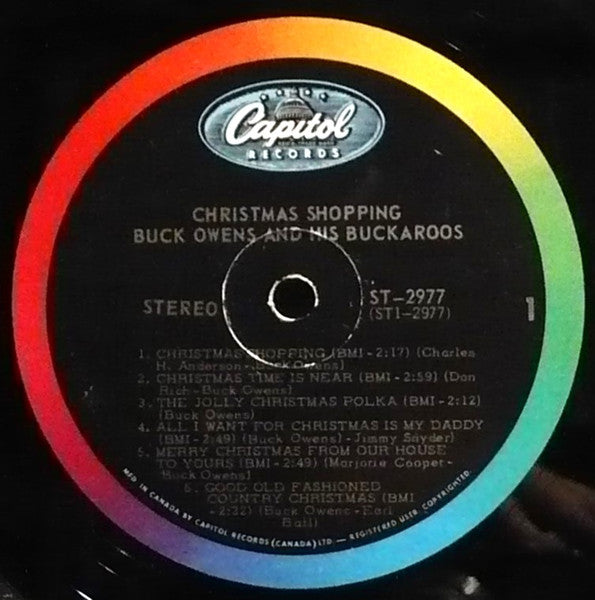 Capitol
RECORDS
CHRISTMAS SHOPPING
BUCK OWENS AND HIS BUCKAROOS
STEREO
ST-2977
(ST1-2977)
1
1. CHRISTMAS SHOPPING (BMI - 2:17) (Charles
H. Anderson - Buck Owens)
2. CHRISTMAS TIME IS NEAR (BMI - 2:59) (Don
Rich - Buck Owens)
3. THE JOLLY CHRISTMAS POLKA (BMI - 2:12)
(Buck Owens)
4. ALL I WANT FOR CHRISTMAS IS MY DADDY
(BMI - 2:49) (Buck Owens) - Jimmy Snyder)
5. MERRY CHRISTMAS FROM OUR HOUSE
TO YOURS (BMI - 2:49) (Marjorie Cooper -
Buck Owens)
6. GOOD OLD FASHIONED
COUNTRY CHRISTMAS (BMI
- 2:32) (Buck Owens - Earl
Ball)
MFD. IN CANADA BY CAPITOL RECORDS (CANADA) LTD. — REGISTERED USER. COPYRIGHTED.